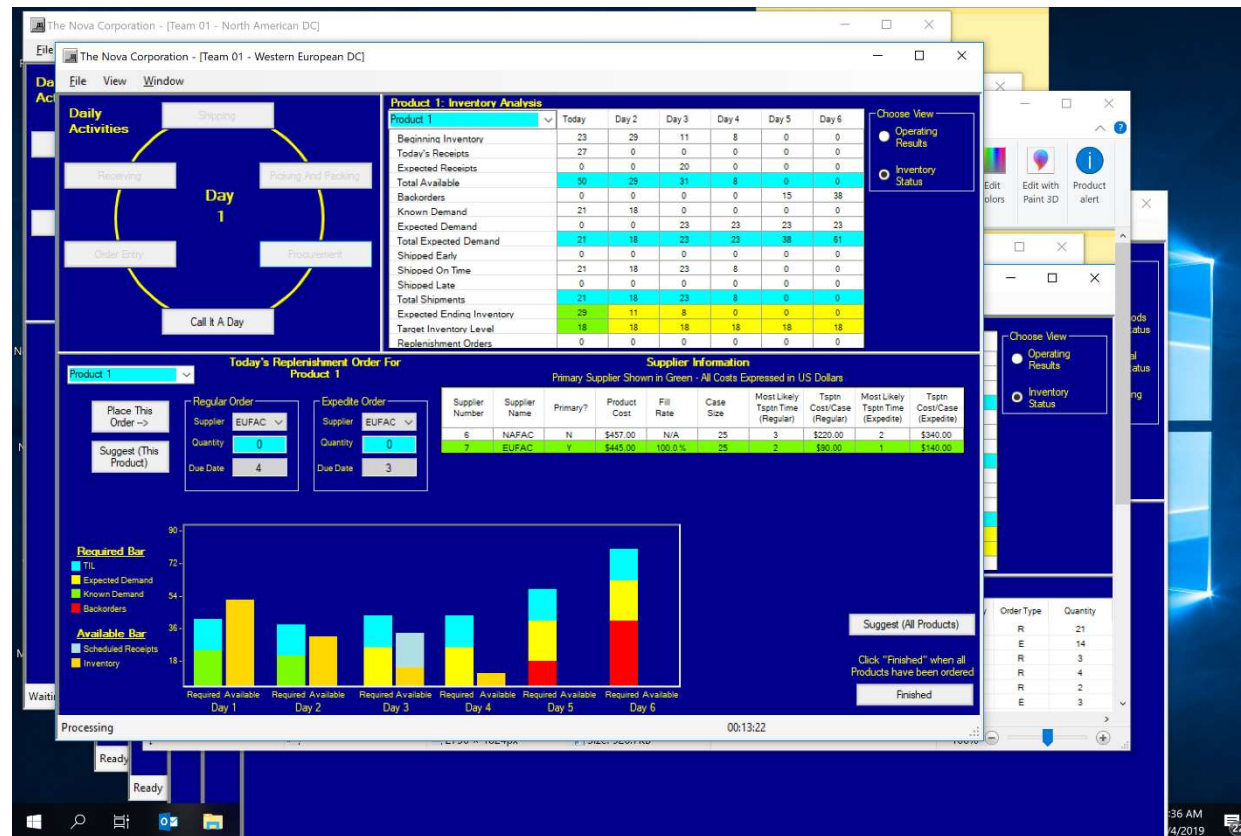 The Nova Corporation - [Team 01 - North American DC]
File
The Nova Corporation - [Team 01 - Western European DC]
File View Window
Daily
Activities
Shipping
Receiving
Picking And Packing
Day
1
Order Entry
Procurement
Call It A Day
Product 1: Inventory Analysis
Product 1 Today Day 2 Day 3 Day 4 Day 5 Day 6
Beginning Inventory 23 29 11 8 0 0
Today's Receipts 27 0 0 0 0 0
Expected Receipts 0 0 20 0 0 0
Total Available 50 29 31 8 0 0
Backorders 0 0 0 0 15 38
Known Demand 21 18 0 0 0 0
Expected Demand 0 0 23 23 23 23
Total Expected Demand 21 18 23 23 38 61
Shipped Early 0 0 0 0 0 0
Shipped On Time 21 18 23 8 0 0
Shipped Late 0 0 0 0 0 0
Total Shipments 21 18 23 8 0 0
Expected Ending Inventory 29 11 8 0 0 0
Target Inventory Level 18 18 18 18 18 18
Replenishment Orders 0 0 0 0 0 0
Choose View
Operating
Results
Inventory
Status
Product 1
Today's Replenishment Order For
Product 1
Place This
Order -->
Suggest (This
Product)
Regular Order
Supplier EUFAC
Quantity 0
Due Date 4
Expedite Order
Supplier EUFAC
Quantity 0
Due Date 3
Supplier Information
Primary Supplier Shown in Green - All Costs Expressed in US Dollars
Supplier Number Supplier Name Primary? Product Cost Fill Rate Case Size Most Likely Tsptn Time (Regular) Tsptn Cost/Case (Regular) Most Likely Tsptn Time (Expedite) Tsptn Cost/Case (Expedite)
6 NAFAC N $457.00 N/A 25 3 $220.00 2 $340.00
7 EUFAC Y $445.00 100.0 % 25 2 $90.00 1 $140.00
Required Bar
TIL
Expected Demand
Known Demand
Backorders
Available Bar
Scheduled Receipts
Inventory
90
72
54
36
18
Required Available Required Available Required Available Required Available Required Available Required Available
Day 1 Day 2 Day 3 Day 4 Day 5 Day 6
Suggest (All Products)
Click "Finished" when all
Products have been ordered
Finished
Processing 00:13:22
Edit with
Paint 3D
Product
alert
Choose View
Operating
Results
Inventory
Status
Order Type Quantity
R 21
E 14
R 3
R 4
R 2
E 3
Ready
Ready